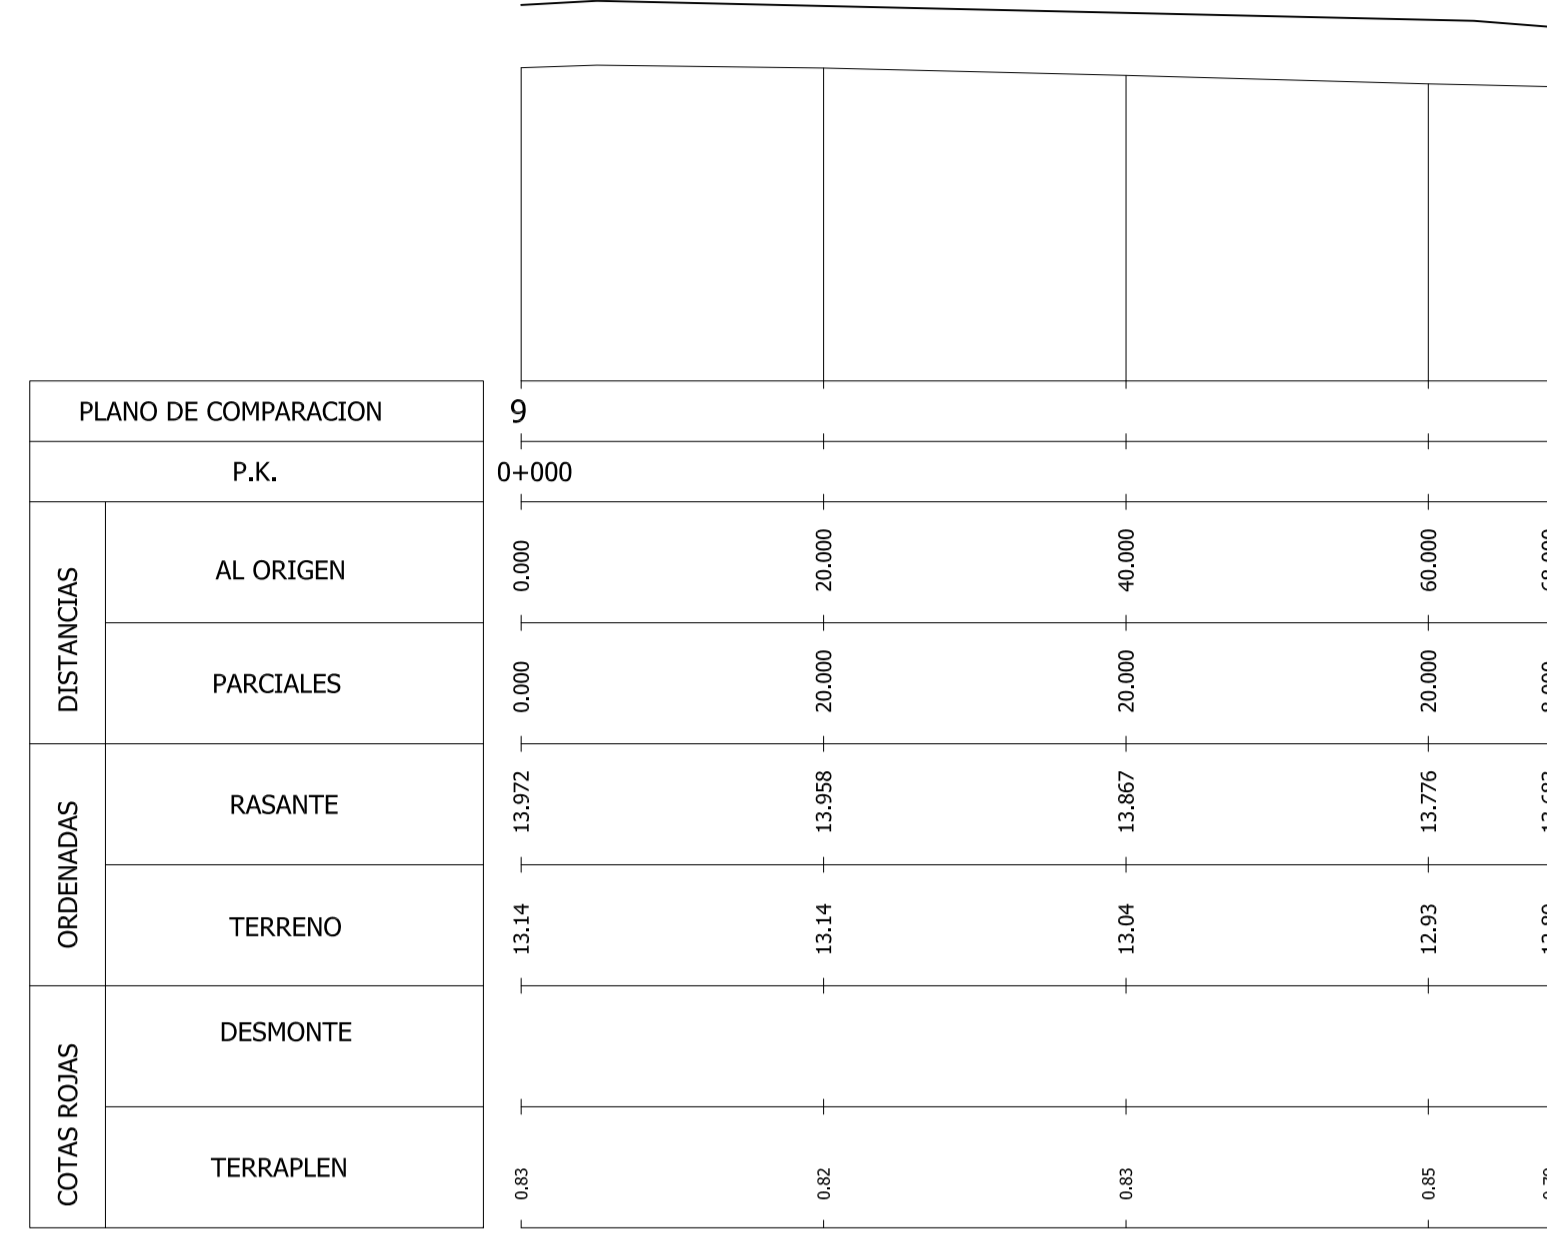 PLANO DE COMPARACION 9
P.K. 0+000
DISTANCIAS
AL ORIGEN 0.000 20.000 40.000 60.000
PARCIALES 0.000 20.000 20.000 20.000
ORDENADAS
RASANTE 13.972 13.958 13.867 13.776
TERRENO 13.14 13.14 13.04 12.93
COTAS ROJAS
DESMONTE
TERRAPLEN 0.83 0.82 0.83 0.85